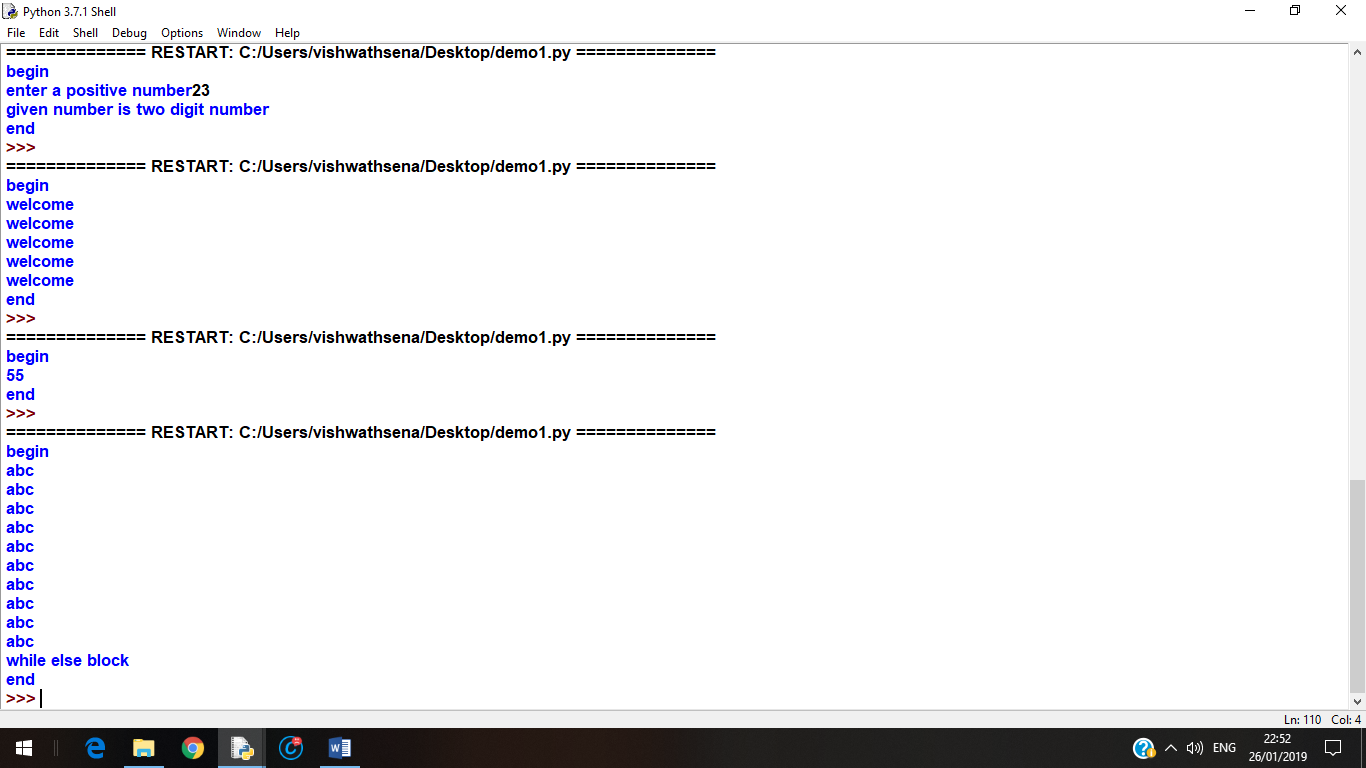 Python 3.7.1 Shell
File Edit Shell Debug Options Window Help
============== RESTART: C:/Users/vishwathsena/Desktop/demo1.py ==============
begin
enter a positive number23
given number is two digit number
end
>>>
============== RESTART: C:/Users/vishwathsena/Desktop/demo1.py ==============
begin
welcome
welcome
welcome
welcome
welcome
end
>>>
============== RESTART: C:/Users/vishwathsena/Desktop/demo1.py ==============
begin
55
end
>>>
============== RESTART: C:/Users/vishwathsena/Desktop/demo1.py ==============
begin
abc
abc
abc
abc
abc
abc
abc
abc
abc
abc
while else block
end
>>>
Ln: 110 Col: 4
ENG 22:52
26/01/2019